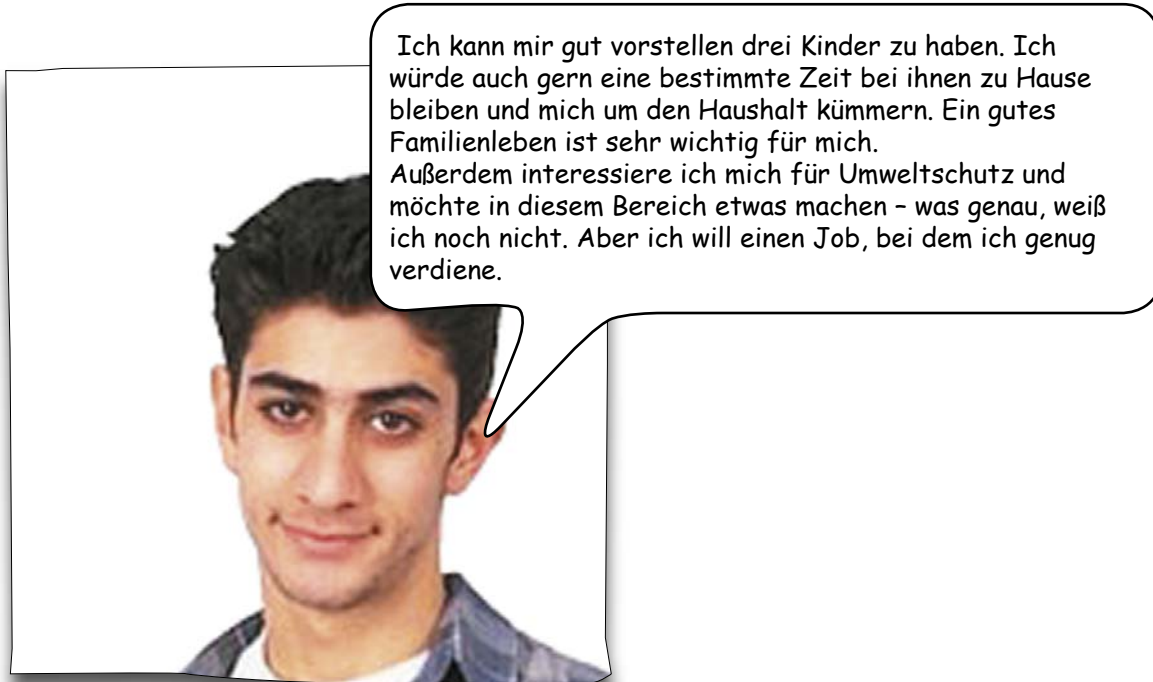 Ich kann mir gut vorstellen drei Kinder zu haben. Ich
würde auch gern eine bestimmte Zeit bei ihnen zu Hause
bleiben und mich um den Haushalt kümmern. Ein gutes
Familienleben ist sehr wichtig für mich.
Außerdem interessiere ich mich für Umweltschutz und
möchte in diesem Bereich etwas machen – was genau, weiß
ich noch nicht. Aber ich will einen Job, bei dem ich genug
verdiene.